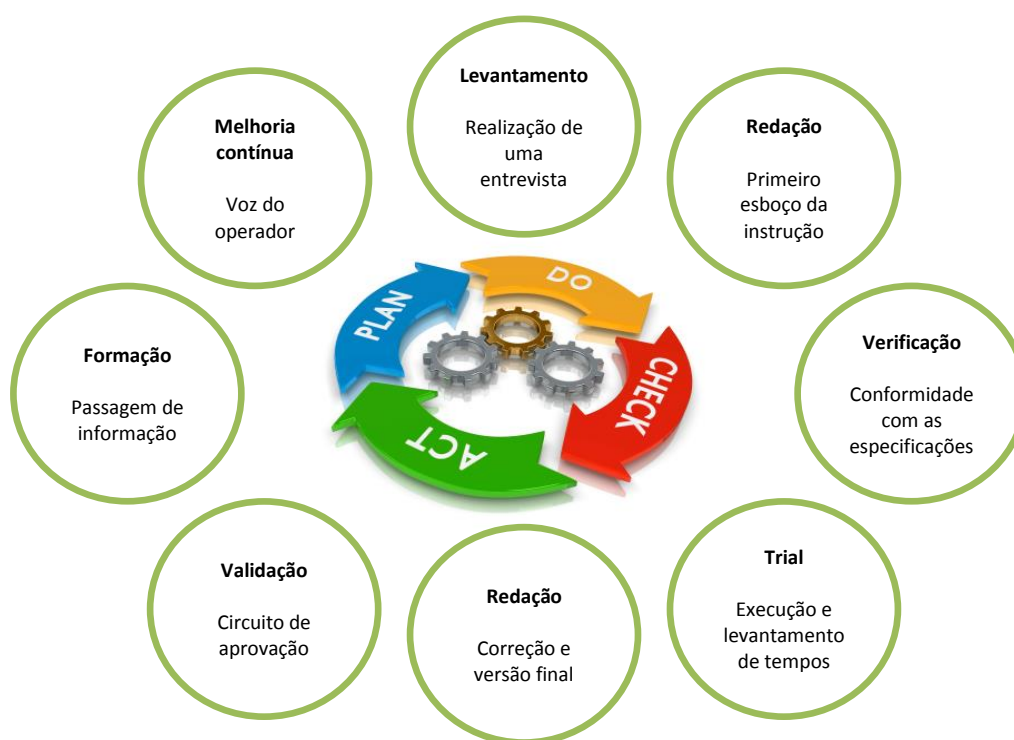 Levantamento
Realização de
uma
entrevista
Redação
Primeiro
esboço da
instrução
Verificação
Conformidade
com as
especificações
Trial
Execução e
levantamento
de tempos
Redação
Correção e
versão final
Validação
Circuito de
aprovação
Formação
Passagem de
informação
Melhoria
contínua
Voz do
operador
PLAN
DO
CHECK
ACT